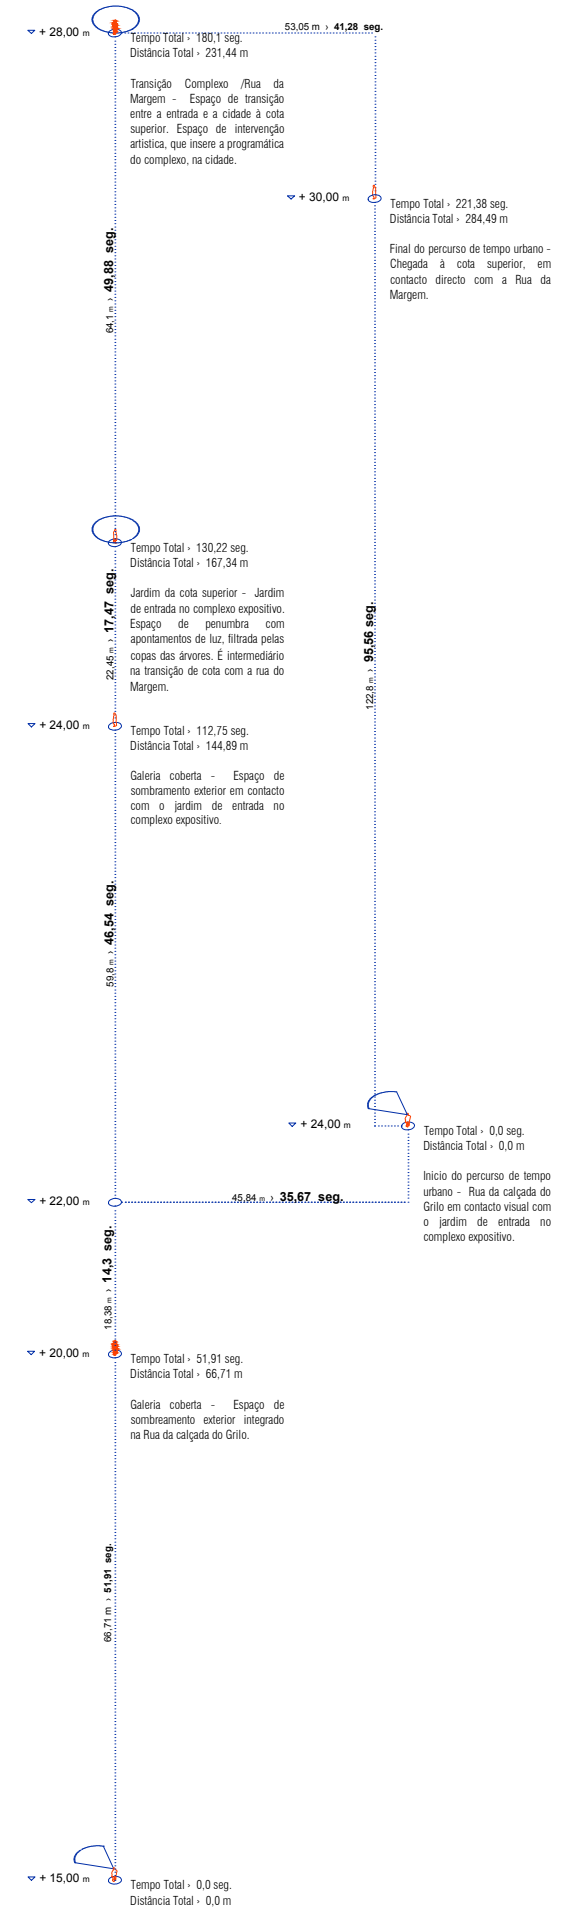 + 28,00 m
Tempo Total › 180,1 seg.
Distância Total › 231,44 m
53,05 m › 41,28 seg.
Transição Complexo /Rua da
Margem - Espaço de transição
entre a entrada e a cidade à cota
superior. Espaço de intervenção
artistica, que insere a programática
do complexo, na cidade.
+ 30,00 m
Tempo Total › 221,38 seg.
Distância Total › 284,49 m
Final do percurso de tempo urbano -
Chegada à cota superior, em
contacto directo com a Rua da
Margem.
64,1 m › 49,88 seg.
Tempo Total › 130,22 seg.
Distância Total › 167,34 m
Jardim da cota superior - Jardim
de entrada no complexo expositivo.
Espaço de penumbra com
apontamentos de luz, filtrada pelas
copas das árvores. É intermediário
na transição de cota com a rua do
Margem.
22,45 m › 17,47 seg.
122,8 m › 95,56 seg.
+ 24,00 m
Tempo Total › 112,75 seg.
Distância Total › 144,89 m
Galeria coberta - Espaço de
sombramento exterior em contacto
com o jardim de entrada no
complexo expositivo.
59,8 m › 46,54 seg.
+ 24,00 m
Tempo Total › 0,0 seg.
Distância Total › 0,0 m
Inicio do percurso de tempo
urbano - Rua da calçada do
Grilo em contacto visual com
o jardim de entrada no
complexo expositivo.
+ 22,00 m
45,84 m › 35,67 seg.
18,38 m › 14,3 seg.
+ 20,00 m
Tempo Total › 51,91 seg.
Distância Total › 66,71 m
Galeria coberta - Espaço de
sombreamento exterior integrado
na Rua da calçada do Grilo.
66,71 m › 51,91 seg.
+ 15,00 m
Tempo Total › 0,0 seg.
Distância Total › 0,0 m